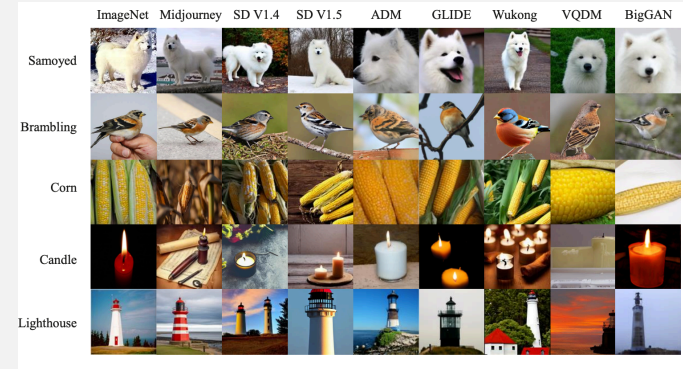 ImageNet Midjourney SD V1.4 SD V1.5 ADM GLIDE Wukong VQDM BigGAN
Samoyed
Brambling
Corn
Candle
Lighthouse